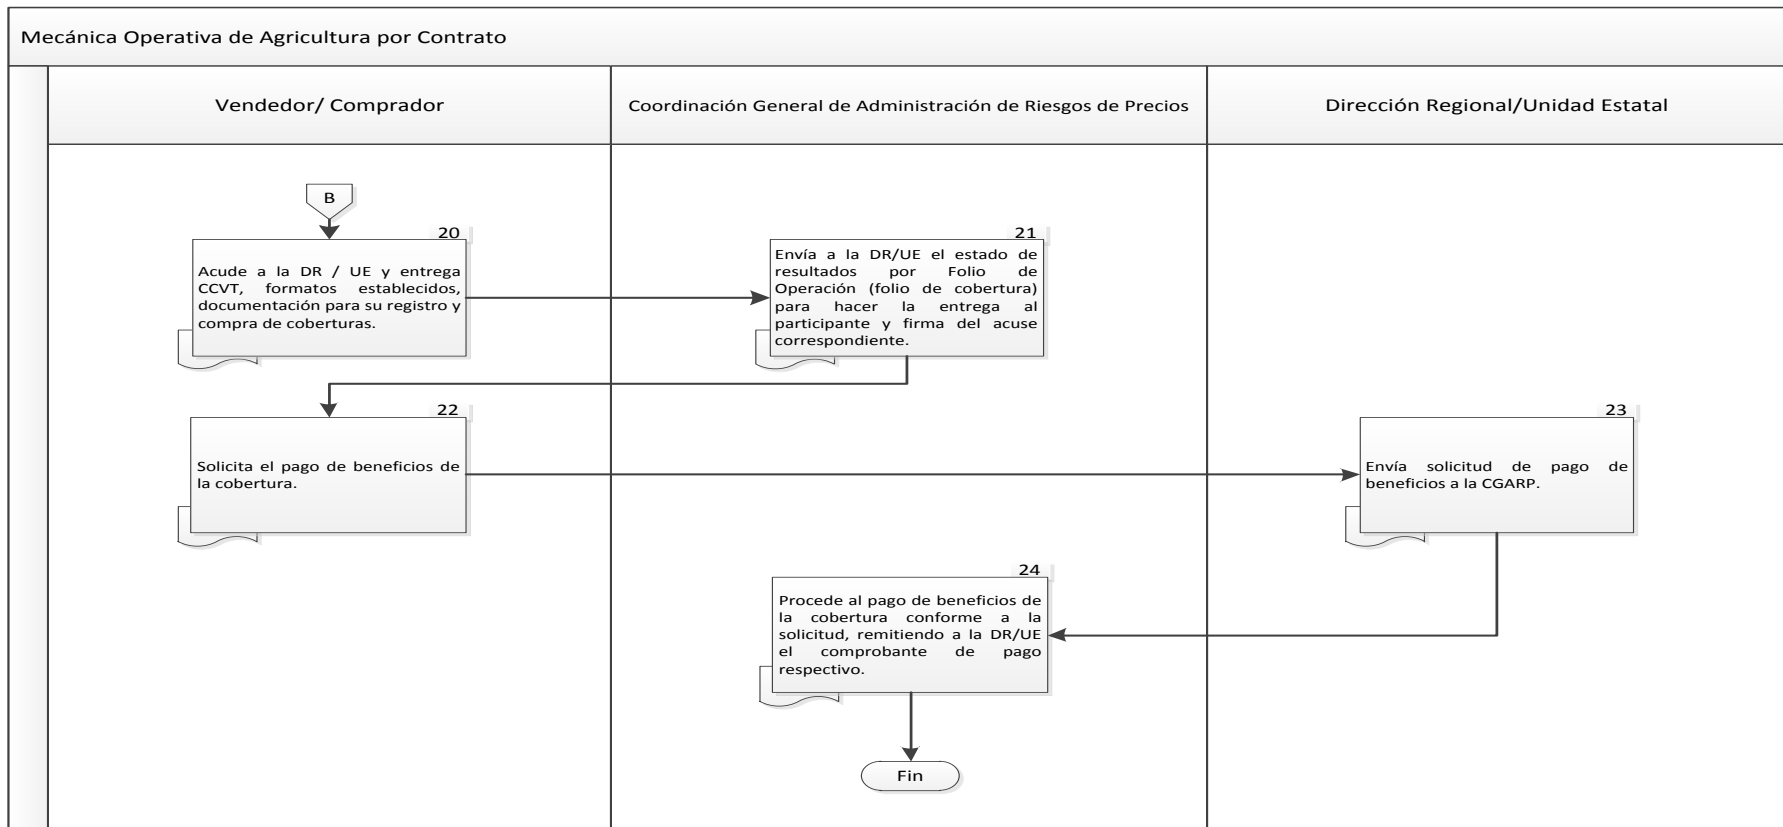 Mecánica Operativa de Agricultura por Contrato
Vendedor/ Comprador
Coordinación General de Administración de Riesgos de Precios
Dirección Regional/Unidad Estatal
B
20
Acude a la DR / UE y entrega
CCVT, formatos establecidos,
documentación para su registro y
compra de coberturas.
21
Envía a la DR/UE el estado de
resultados por Folio de
Operación (folio de cobertura)
para hacer la entrega al
participante y firma del acuse
correspondiente.
22
Solicita el pago de beneficios de
la cobertura.
23
Envía solicitud de pago de
beneficios a la CGARP.
24
Procede al pago de beneficios de
la cobertura conforme a la
solicitud, remitiendo a la DR/UE
el comprobante de pago
respectivo.
Fin